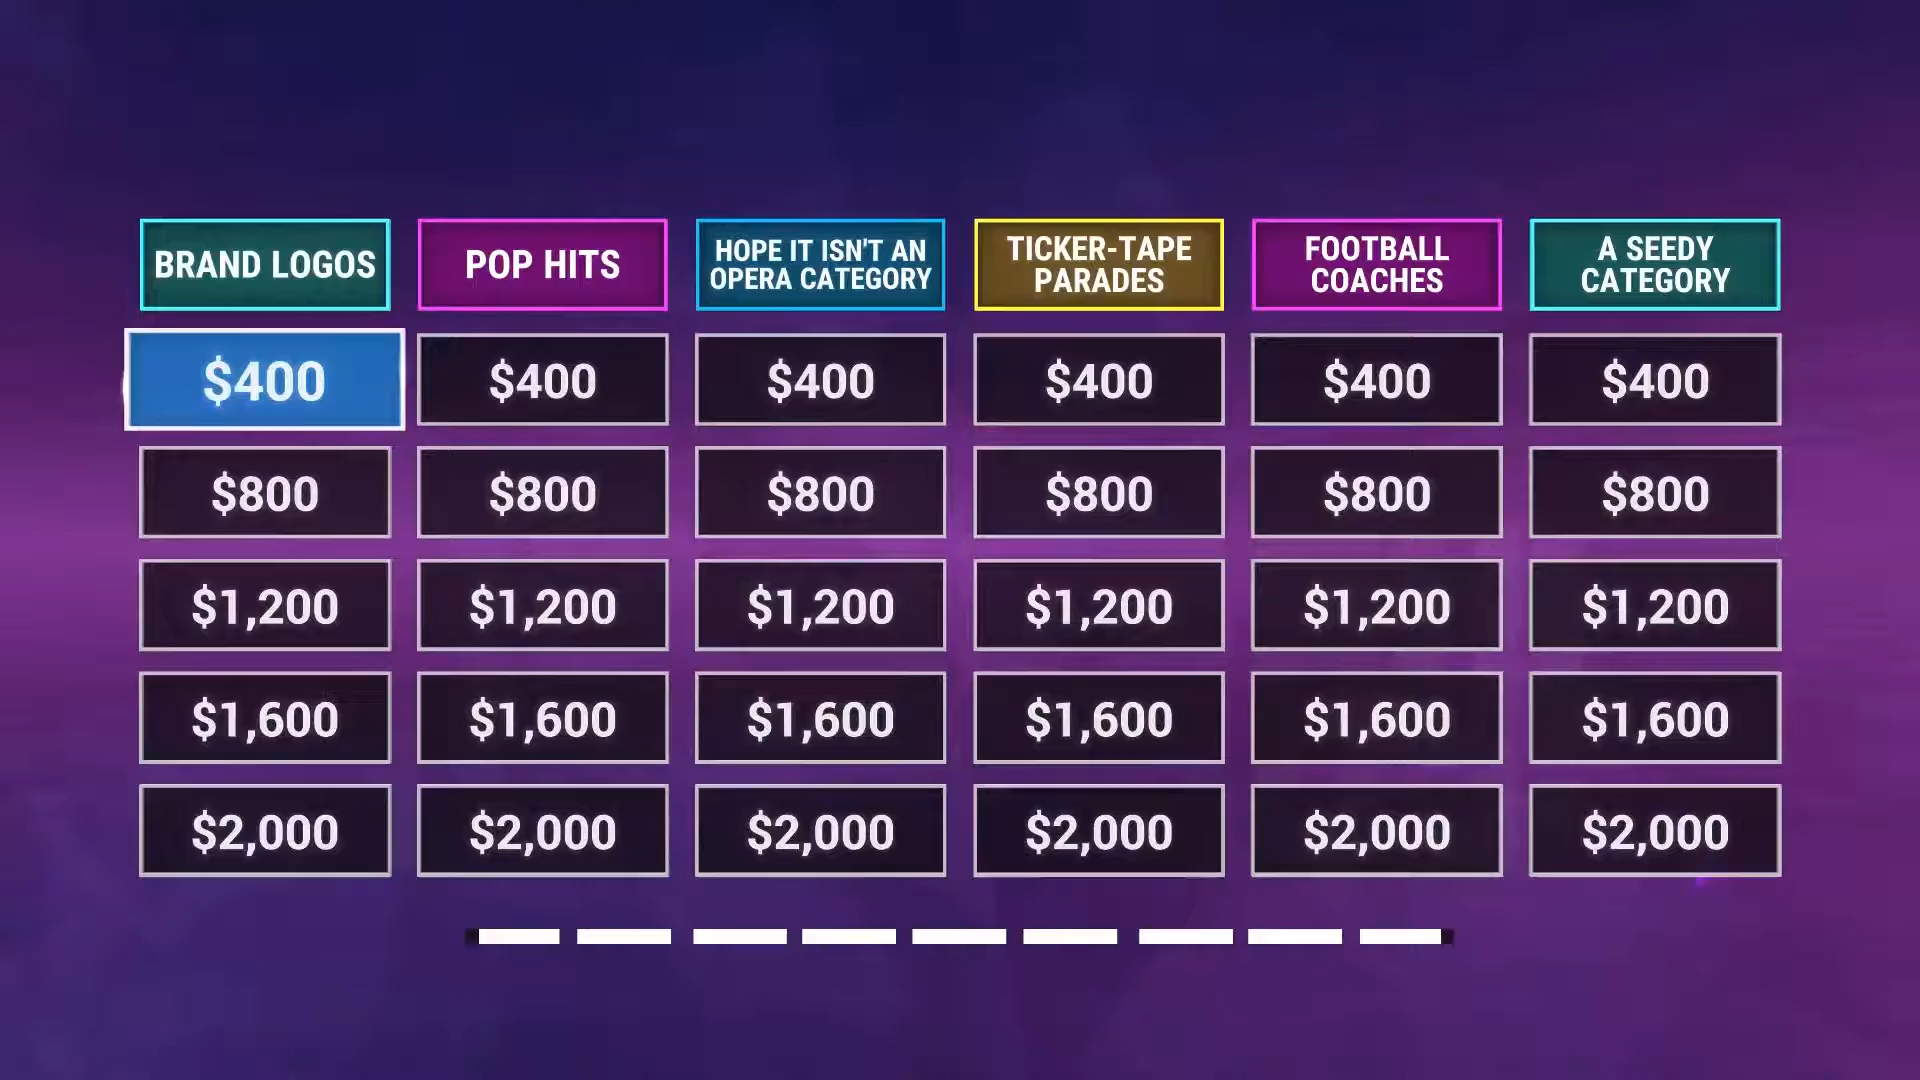 BRAND LOGOS
POP HITS
HOPE IT ISN'T AN
OPERA CATEGORY
TICKER-TAPE
PARADES
FOOTBALL
COACHES
A SEEDY
CATEGORY
$400 $400 $400 $400 $400 $400
$800 $800 $800 $800 $800 $800
$1,200 $1,200 $1,200 $1,200 $1,200 $1,200
$1,600 $1,600 $1,600 $1,600 $1,600 $1,600
$2,000 $2,000 $2,000 $2,000 $2,000 $2,000